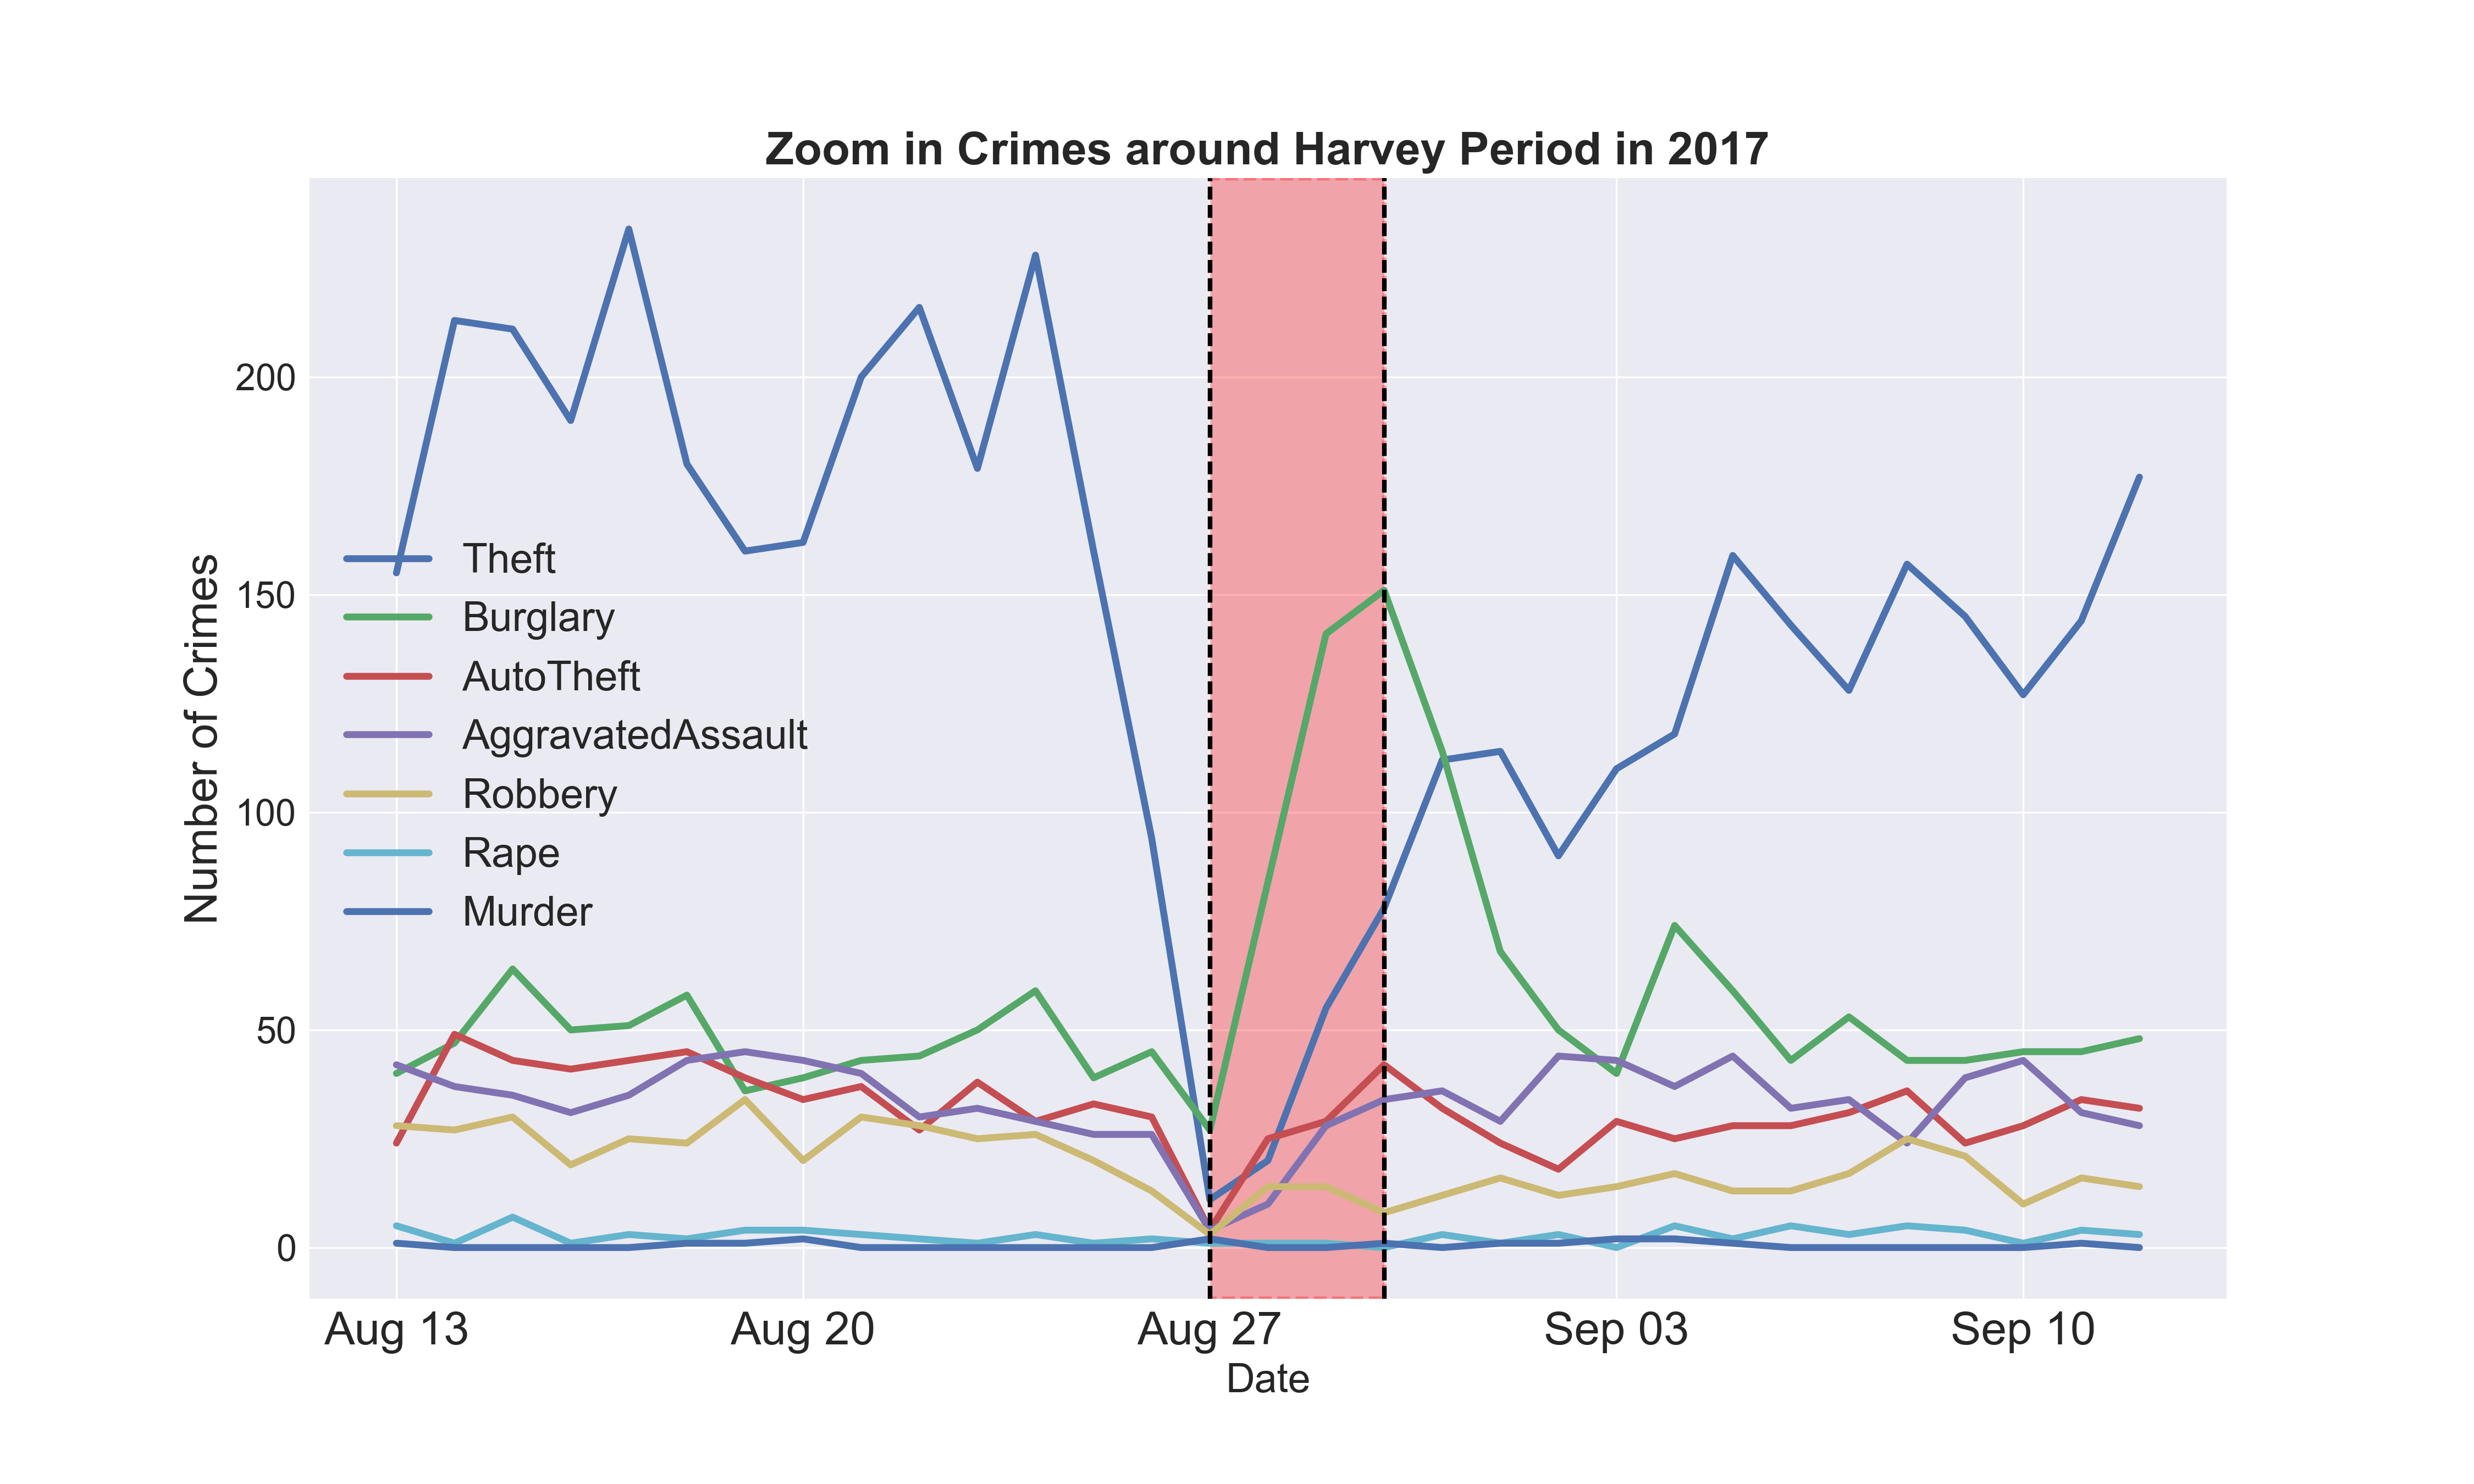 Zoom in Crimes around Harvey Period in 2017
Number of Crimes
200
150
100
50
0
Theft
Burglary
AutoTheft
AggravatedAssault
Robbery
Rape
Murder
Aug 13
Aug 20
Aug 27
Sep 03
Sep 10
Date